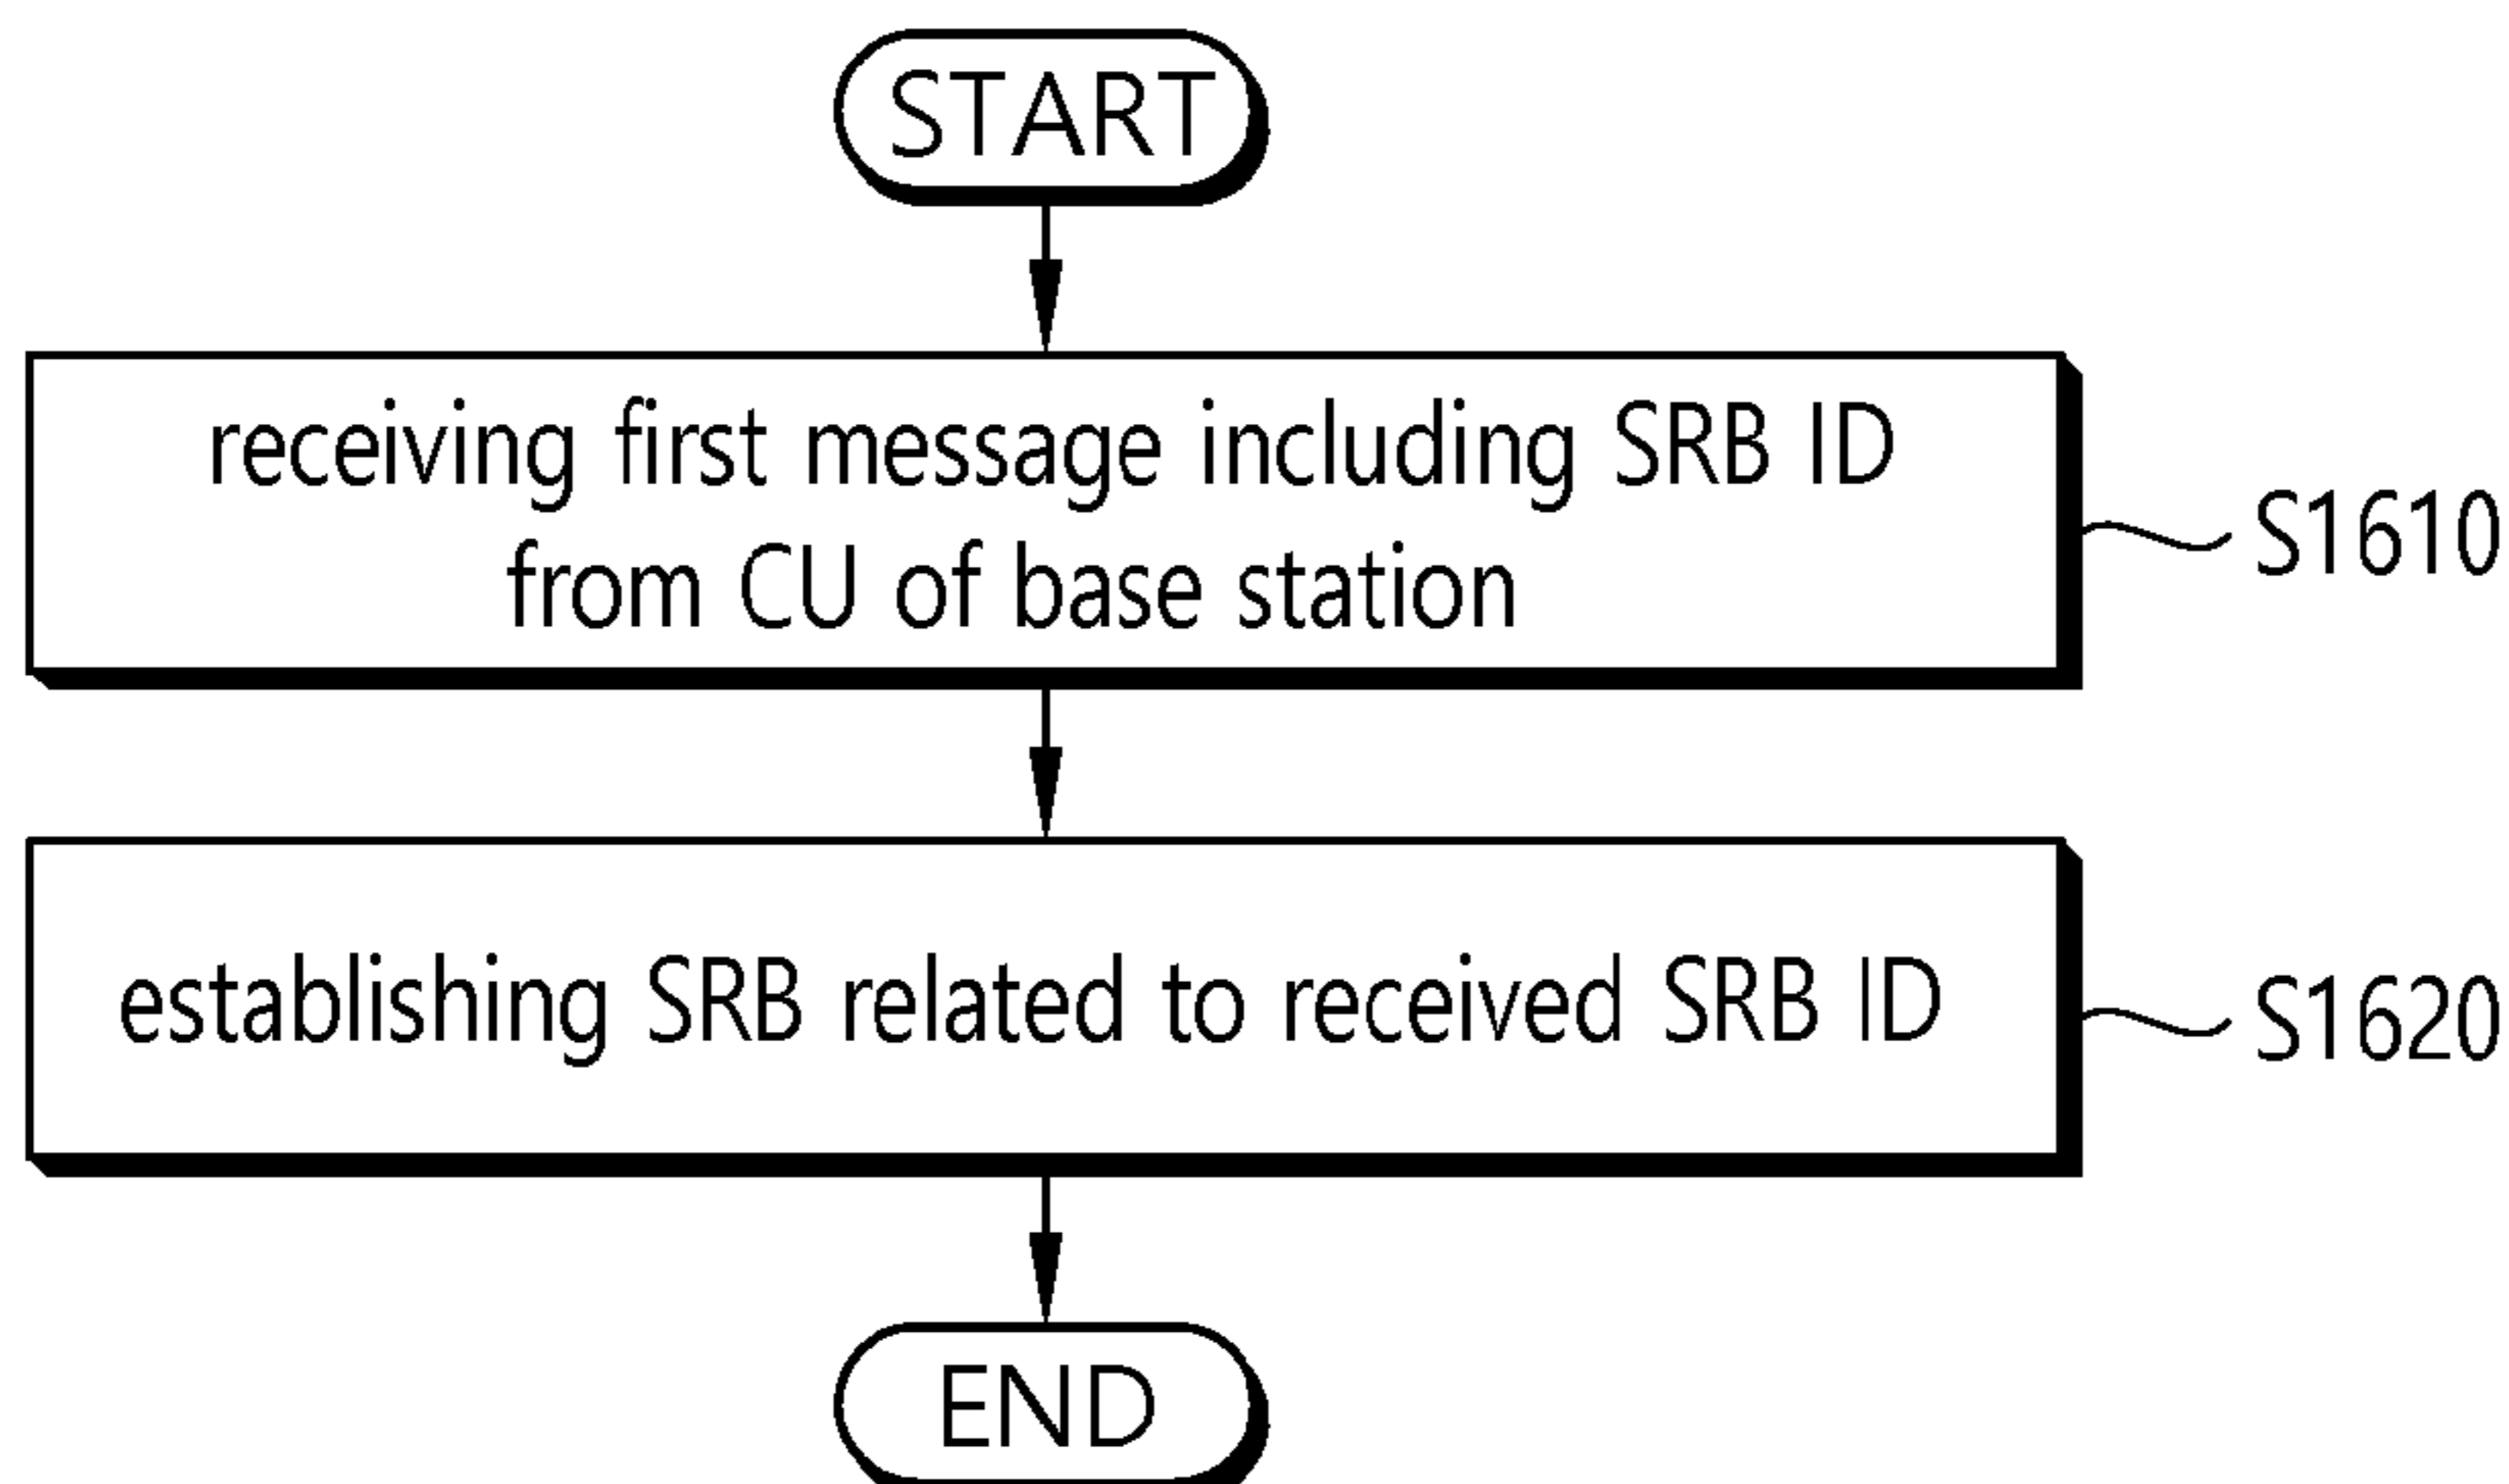 START
receiving first message including SRB ID
from CU of base station
S1610
establishing SRB related to received SRB ID
S1620
END